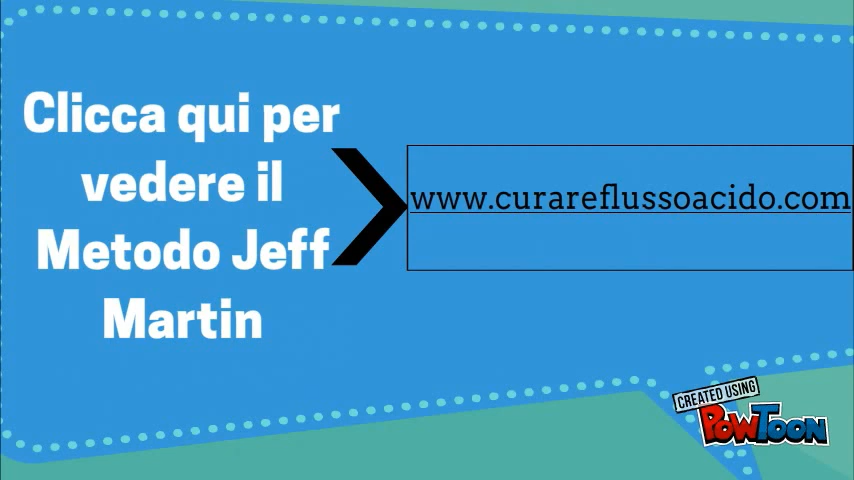 Clicca qui per
vedere il
Metodo Jeff
Martin
www.curareflussoacido.com
CREATED USING
POWTOON